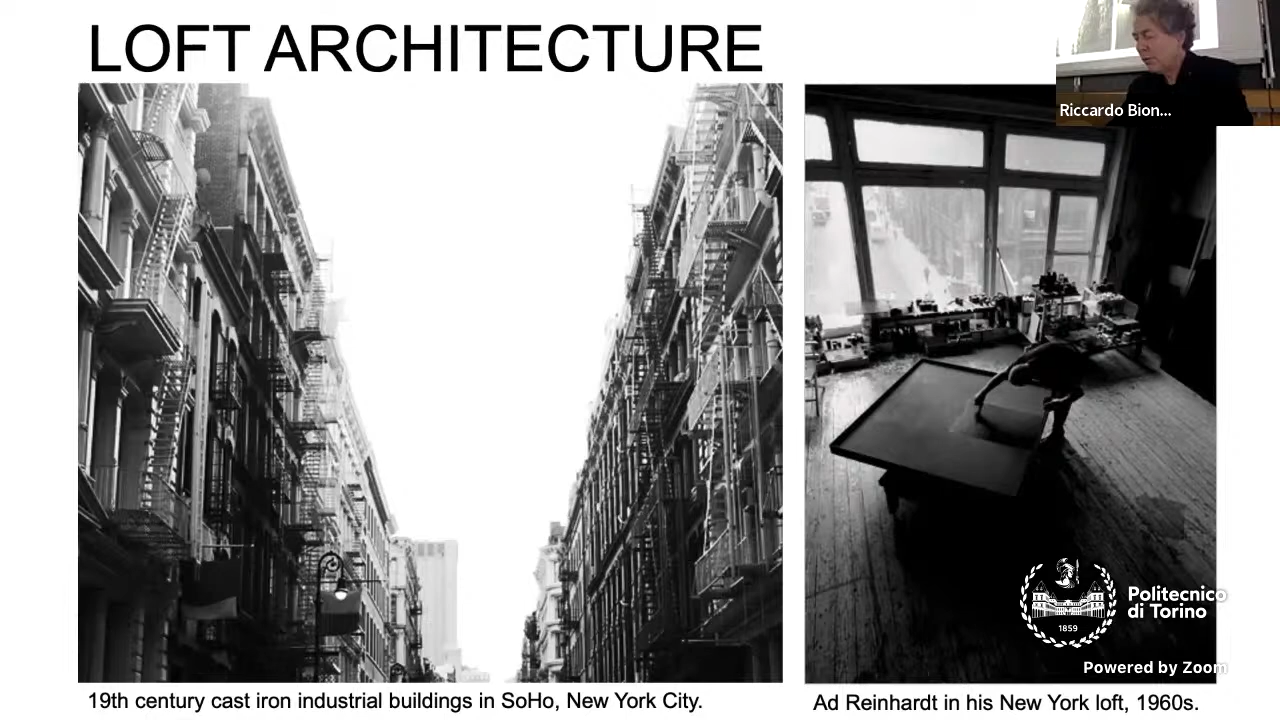 LOFT ARCHITECTURE
Riccardo Bion...
Politecnico
di Torino
1859
Powered by Zoom
19th century cast iron industrial buildings in SoHo, New York City.
Ad Reinhardt in his New York loft, 1960s.